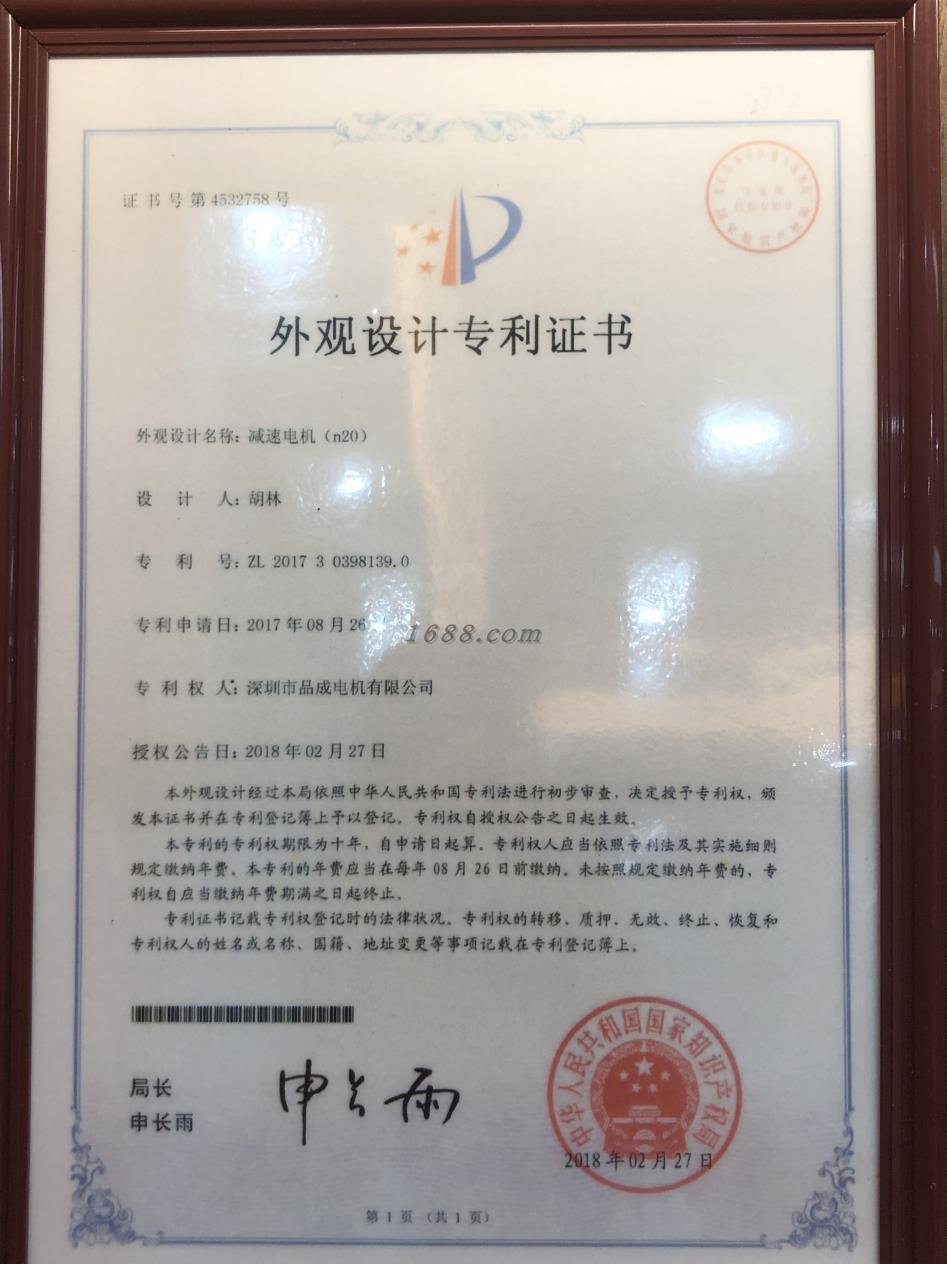 证书号第4532758号
外观设计专利证书
外观设计名称：减速电机（n20）
设计人：胡林
专利号：ZL 2017 3 0398139.0
专利申请日：2017年08月26
1688.com
专利权人：深圳市品成电机有限公司
授权公告日：2018年02月27日
本外观设计经过本局依照中华人民共和国专利法进行初步审查，决定授予专利权，颁
发本证书并在专利登记簿上予以登记。专利权自授权公告之日起生效。
本专利的专利权期限为十年，自申请日起算。专利权人应当依照专利法及其实施细则
规定缴纳年费。本专利的年费应当在每年08月26日前缴纳。未按照规定缴纳年费的，专
利权自应当缴纳年费期满之日起终止。
专利证书记载专利权登记时的法律状况。专利权的转移、质押、无效、终止、恢复和
专利权人的姓名或名称、国籍、地址变更等事项记载在专利登记簿上。
局长
申长雨
申长雨
中华人民共和国国家知识产权局
2018年02月27日
第1页（共1页）